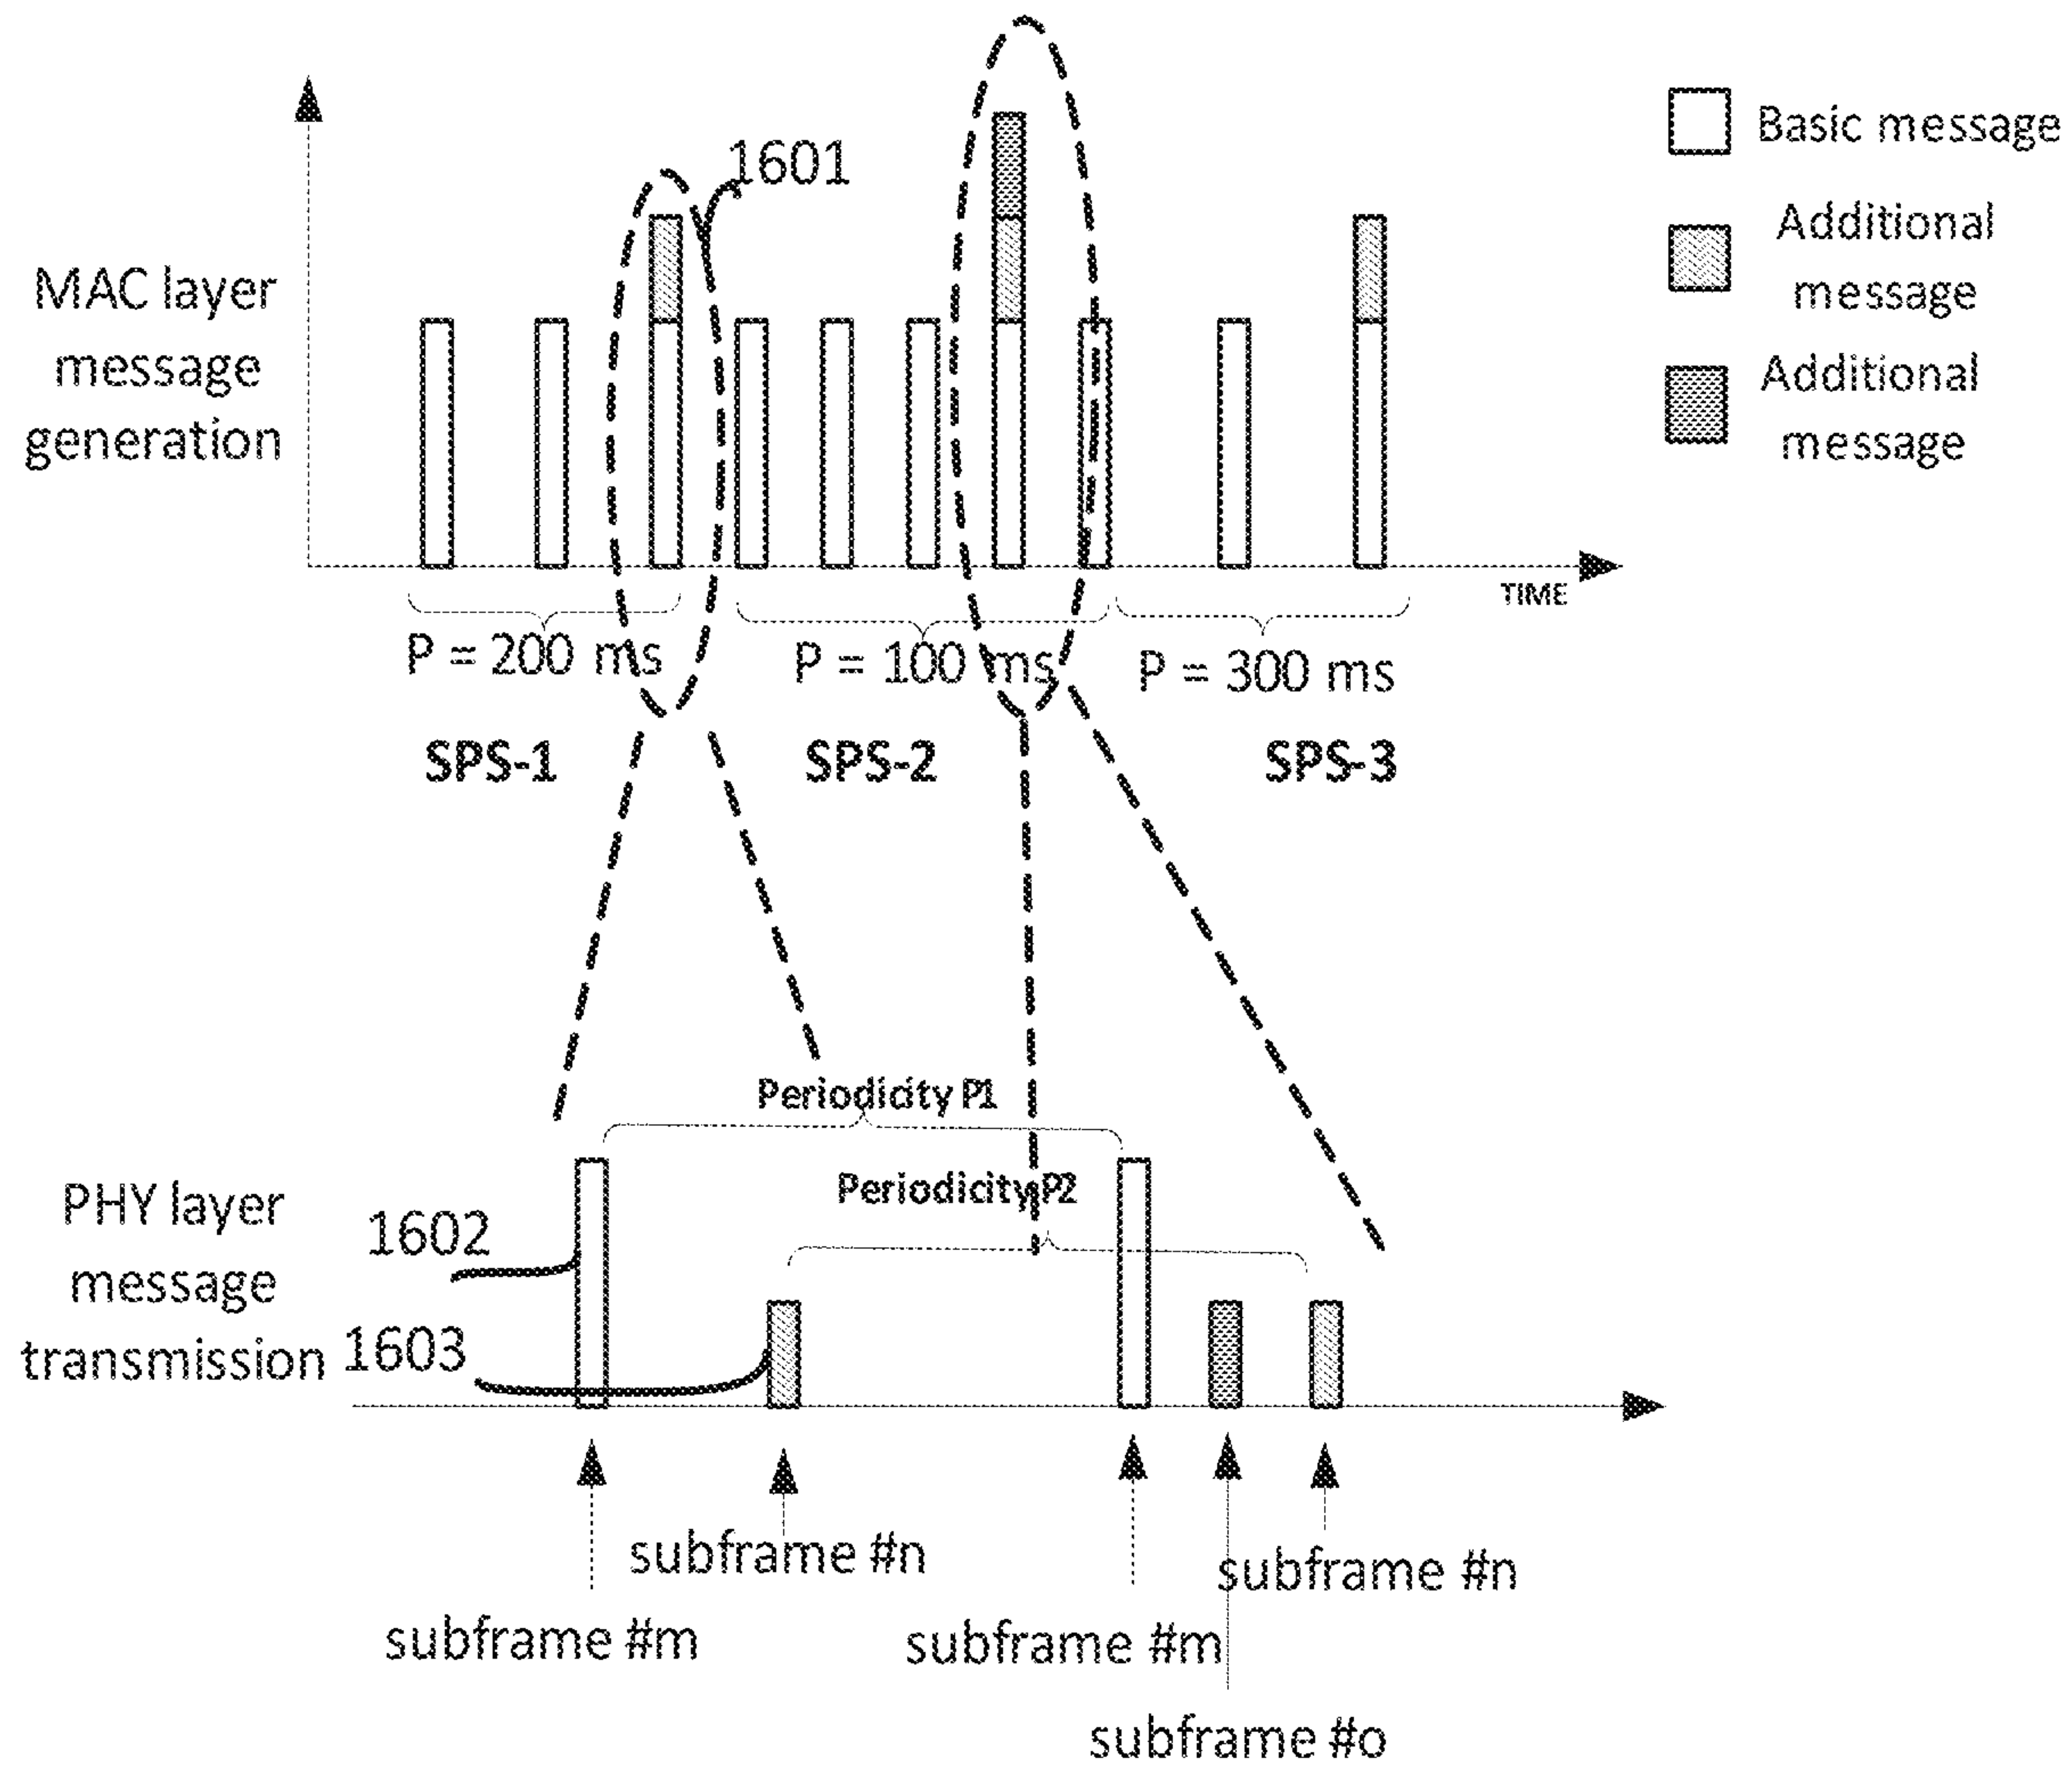 1601
Basic message
Additional
message
Additional
message
MAC layer
message
generation
TIME
P = 200 ms
P = 100 ms
P = 300 ms
SPS-1
SPS-2
SPS-3
Periodicity P1
Periodicity P2
PHY layer
message
transmission
1602
1603
subframe #n
subframe #n
subframe #m
subframe #m
subframe #o